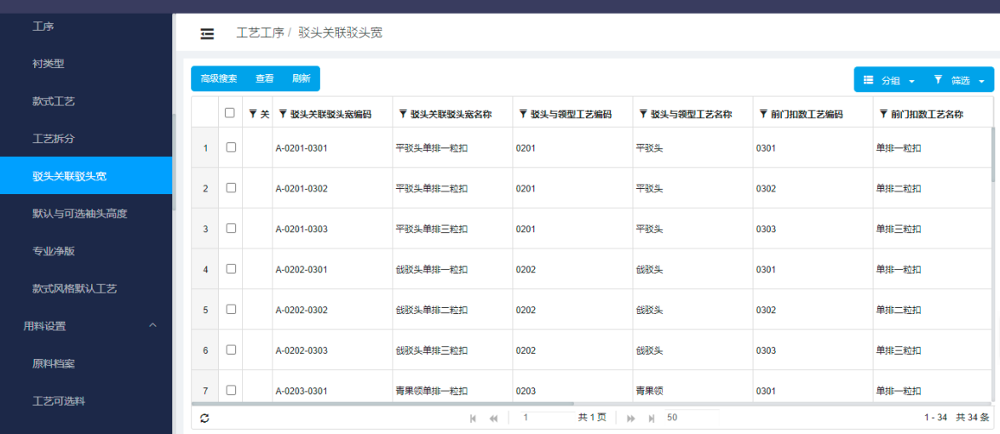 工序
衬类型
款式工艺
工艺拆分
驳头关联驳头宽
默认与可选袖头高度
专业净版
款式风格默认工艺
用料设置
原料档案
工艺可选料
工艺工序 / 驳头关联驳头宽
高级搜索 查看 刷新
分组 筛选
关 驳头关联驳头宽编码 驳头关联驳头宽名称 驳头与领型工艺编码 驳头与领型工艺名称 前门扣数工艺编码 前门扣数工艺名称
1 A-0201-0301 平驳头单排一粒扣 0201 平驳头 0301 单排一粒扣
2 A-0201-0302 平驳头单排二粒扣 0201 平驳头 0302 单排二粒扣
3 A-0201-0303 平驳头单排三粒扣 0201 平驳头 0303 单排三粒扣
4 A-0202-0301 戗驳头单排一粒扣 0202 戗驳头 0301 单排一粒扣
5 A-0202-0302 戗驳头单排二粒扣 0202 戗驳头 0302 单排二粒扣
6 A-0202-0303 戗驳头单排三粒扣 0202 戗驳头 0303 单排三粒扣
7 A-0203-0301 青果领单排一粒扣 0203 青果领 0301 单排一粒扣
1 共 1 页 50 1 - 34 共 34 条